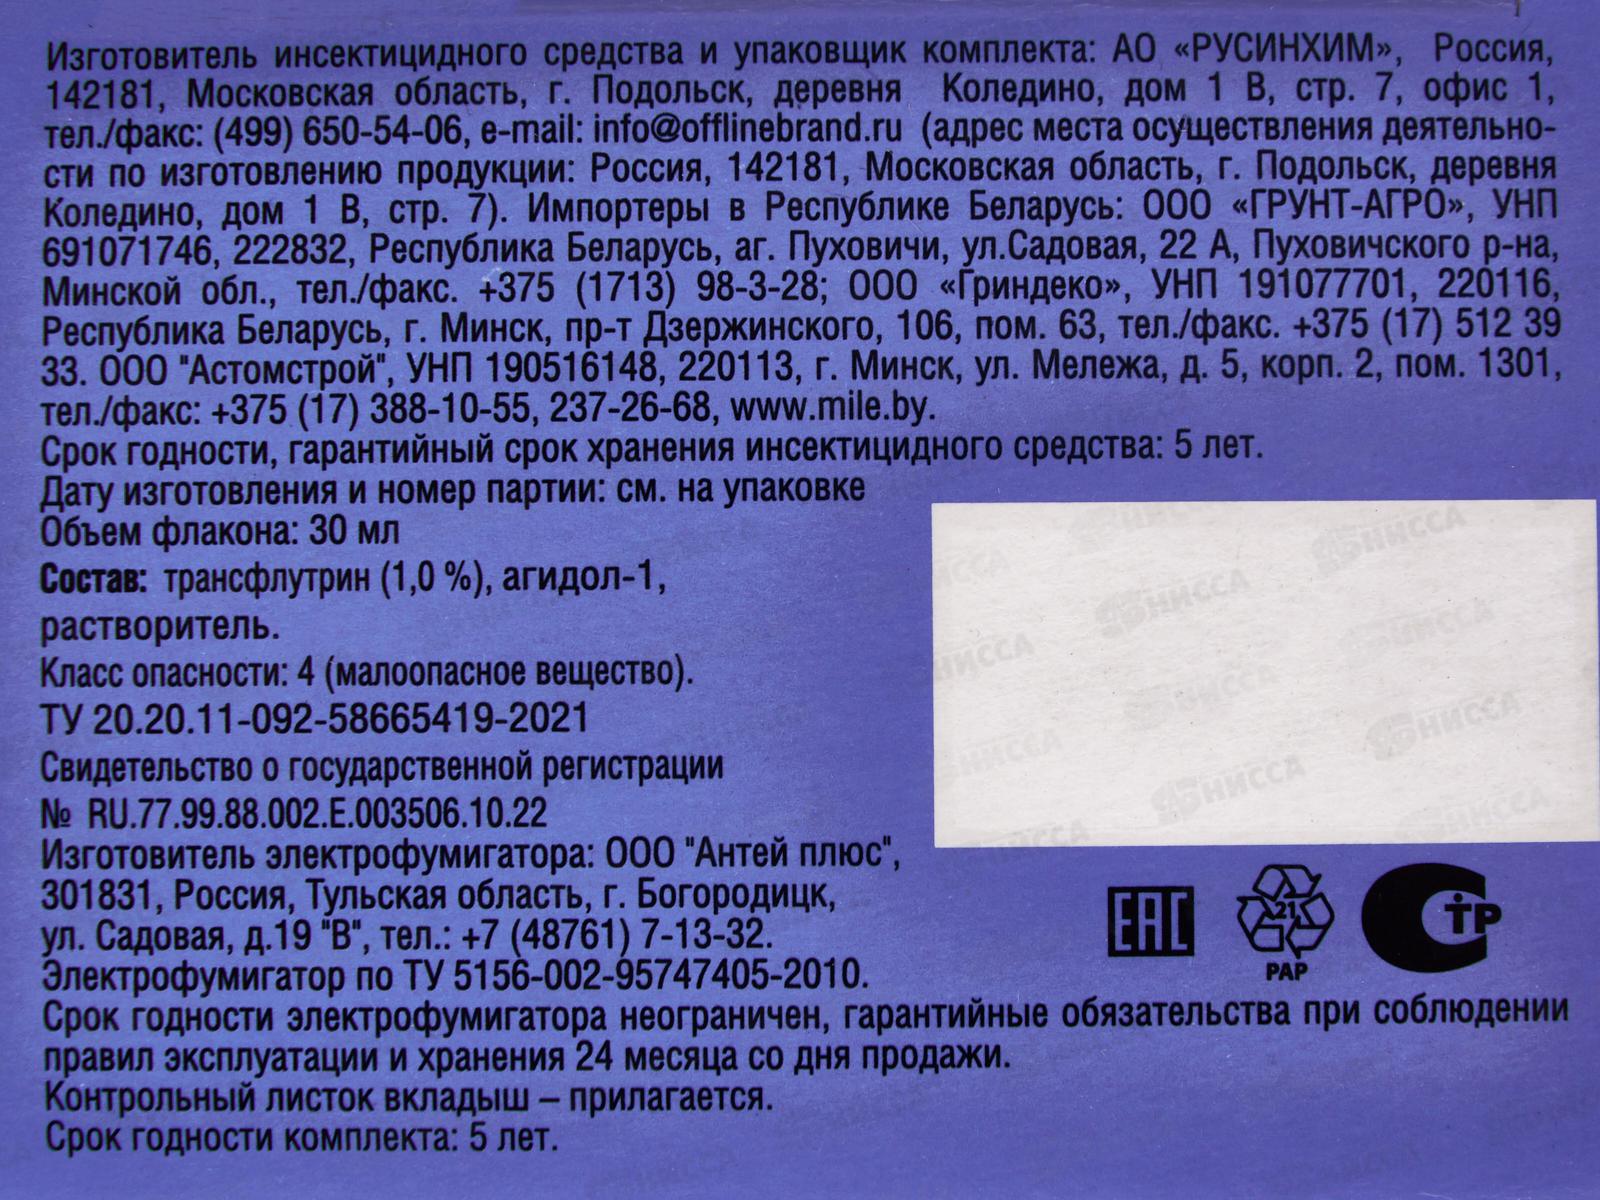 Изготовитель инсектицидного средства и упаковщик комплекта: АО «РУСИНХИМ», Россия,
142181, Московская область, г. Подольск, деревня Коледино, дом 1 В, стр. 7, офис 1,
тел./факс: (499) 650-54-06, e-mail: info@offlinebrand.ru (адрес места осуществления деятельно-
сти по изготовлению продукции: Россия, 142181, Московская область, г. Подольск, деревня
Коледино, дом 1 В, стр. 7). Импортеры в Республике Беларусь: ООО «ГРУНТ-АГРО», УНП
691071746, 222832, Республика Беларусь, аг. Пуховичи, ул.Садовая, 22 А, Пуховичского р-на,
Минской обл., тел./факс. +375 (1713) 98-3-28; ООО «Гриндеко», УНП 191077701, 220116,
Республика Беларусь, г. Минск, пр-т Дзержинского, 106, пом. 63, тел./факс. +375 (17) 512 39
33. ООО "Астомстрой", УНП 190516148, 220113, г. Минск, ул. Мележа, д. 5, корп. 2, пом. 1301,
тел./факс: +375 (17) 388-10-55, 237-26-68, www.mile.by.
Срок годности, гарантийный срок хранения инсектицидного средства: 5 лет.
Дату изготовления и номер партии: см. на упаковке
Объем флакона: 30 мл
Состав: трансфлутрин (1,0 %), агидол-1,
растворитель.
Класс опасности: 4 (малоопасное вещество).
ТУ 20.20.11-092-58665419-2021
Свидетельство о государственной регистрации
№ RU.77.99.88.002.E.003506.10.22
Изготовитель электрофумигатора: ООО "Антей плюс",
301831, Россия, Тульская область, г. Богородицк,
ул. Садовая, д.19 "В", тел.: +7 (48761) 7-13-32.
Электрофумигатор по ТУ 5156-002-95747405-2010.
Срок годности электрофумигатора неограничен, гарантийные обязательства при соблюдении
правил эксплуатации и хранения 24 месяца со дня продажи.
Контрольный листок вкладыш – прилагается.
Срок годности комплекта: 5 лет.
ЕАС
21
PAP
СТР
НИССА